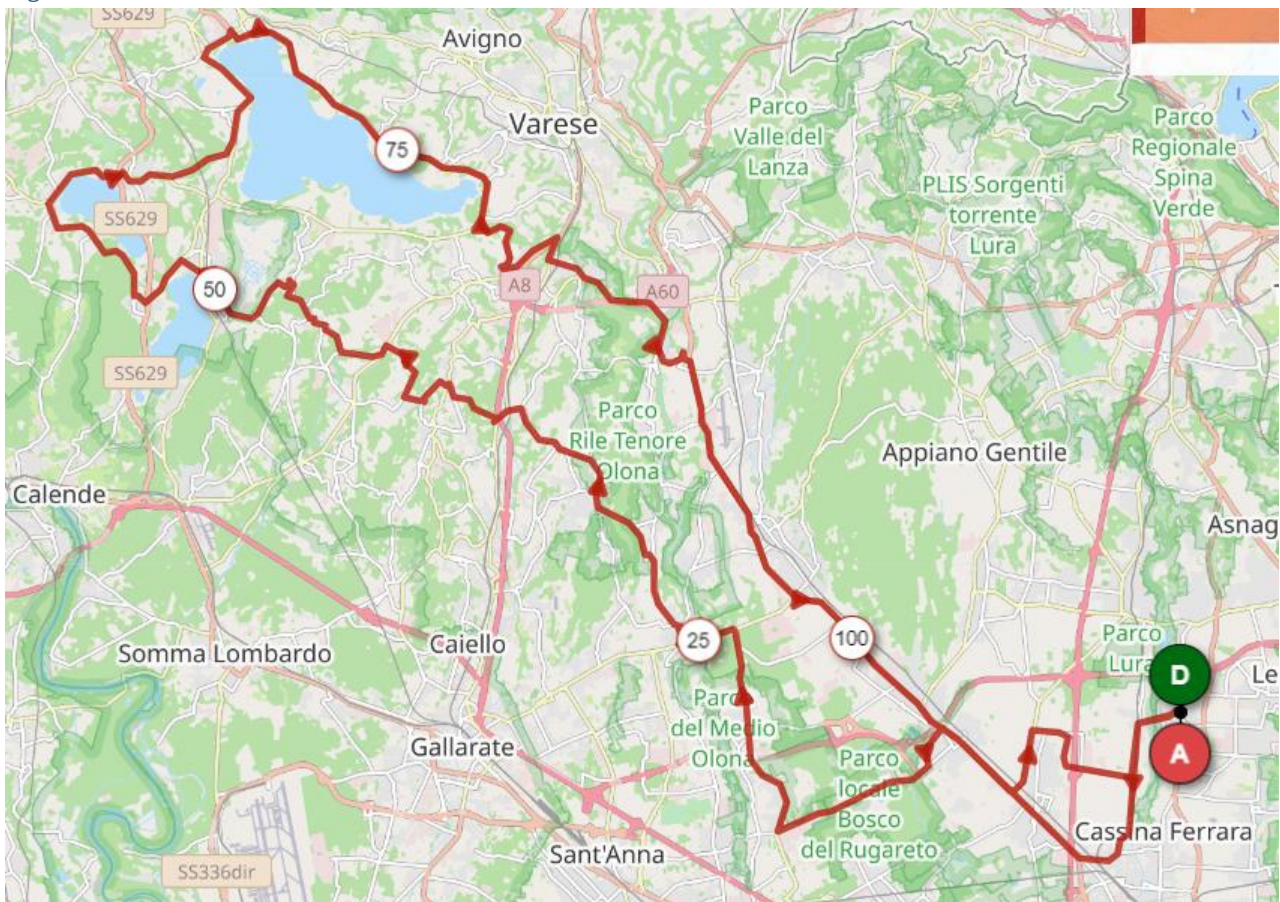 SS629
Avigno
Varese
Parco
Valle del
Lanza
Parco
Regionale
Spina
Verde
75
PLIS Sorgenti
torrente
Lura
SS629
50
A8
A60
SS629
Parco
Rile Tenore
Olona
Appiano Gentile
Calende
Asnag
Caiello
25
100
Parco
Lura
D
Le
Somma Lombardo
Parco
del Medio
Olona
Gallarate
A
Parco
locale
Bosco
del Rugareto
Cassina Ferrara
Sant'Anna
SS336dir